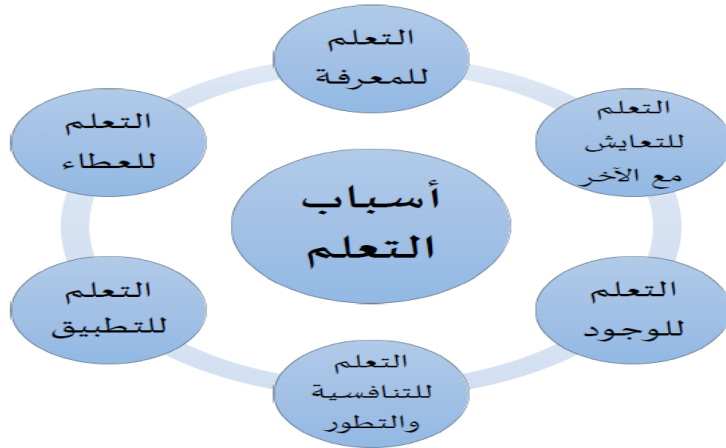 أسباب
التعلم
التعلم
للمعرفة
التعلم
للتعايش
مع الآخر
التعلم
للوجود
التعلم
للتنافسية
والتطور
التعلم
للتطبيق
التعلم
للعطاء